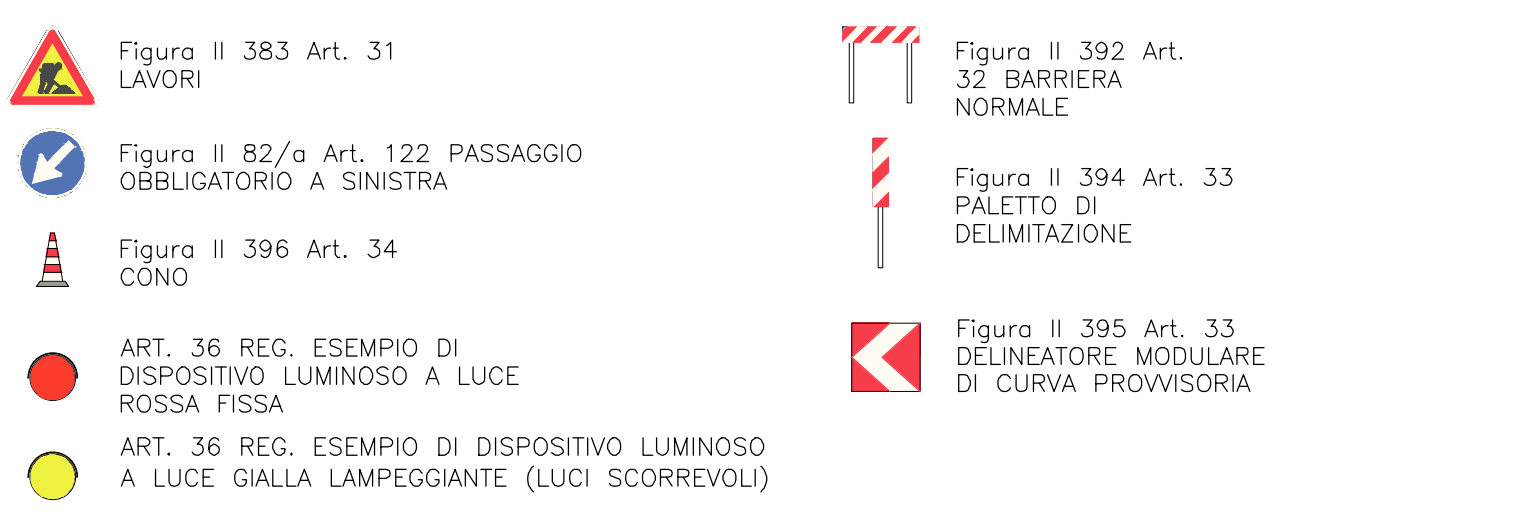 Figura II 383 Art. 31
LAVORI
Figura II 82/a Art. 122 PASSAGGIO
OBBLIGATORIO A SINISTRA
Figura II 396 Art. 34
CONO
ART. 36 REG. ESEMPIO DI
DISPOSITIVO LUMINOSO A LUCE
ROSSA FISSA
ART. 36 REG. ESEMPIO DI DISPOSITIVO LUMINOSO
A LUCE GIALLA LAMPEGGIANTE (LUCI SCORREVOLI)
Figura II 392 Art.
32 BARRIERA
NORMALE
Figura II 394 Art. 33
PALETTO DI
DELIMITAZIONE
Figura II 395 Art. 33
DELINEATORE MODULARE
DI CURVA PROVVISORIA